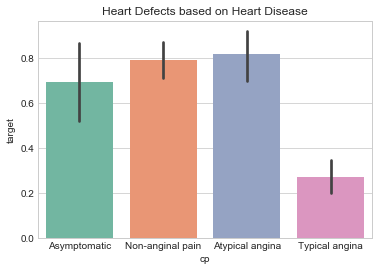 Heart Defects based on Heart Disease
target
0.8
0.6
0.4
0.2
0.0
Asymptomatic Non-anginal pain Atypical angina Typical angina
cp